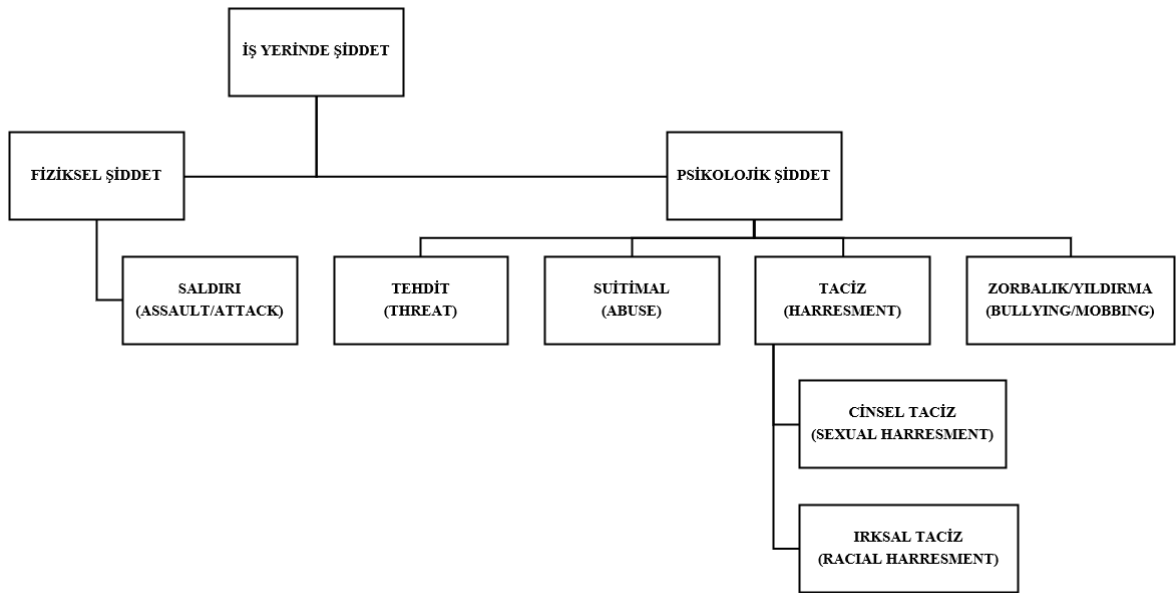 İŞ YERİNDE ŞİDDET
FİZİKSEL ŞİDDET
PSİKOLOJİK ŞİDDET
SALDIRI
(ASSAULT/ATTACK)
TEHDİT
(THREAT)
SUİTİMAL
(ABUSE)
TACİZ
(HARRESMENT)
ZORBALIK/YILDIRMA
(BULLYING/MOBBING)
CİNSEL TACİZ
(SEXUAL HARRESMENT)
IRKSAL TACİZ
(RACIAL HARRESMENT)